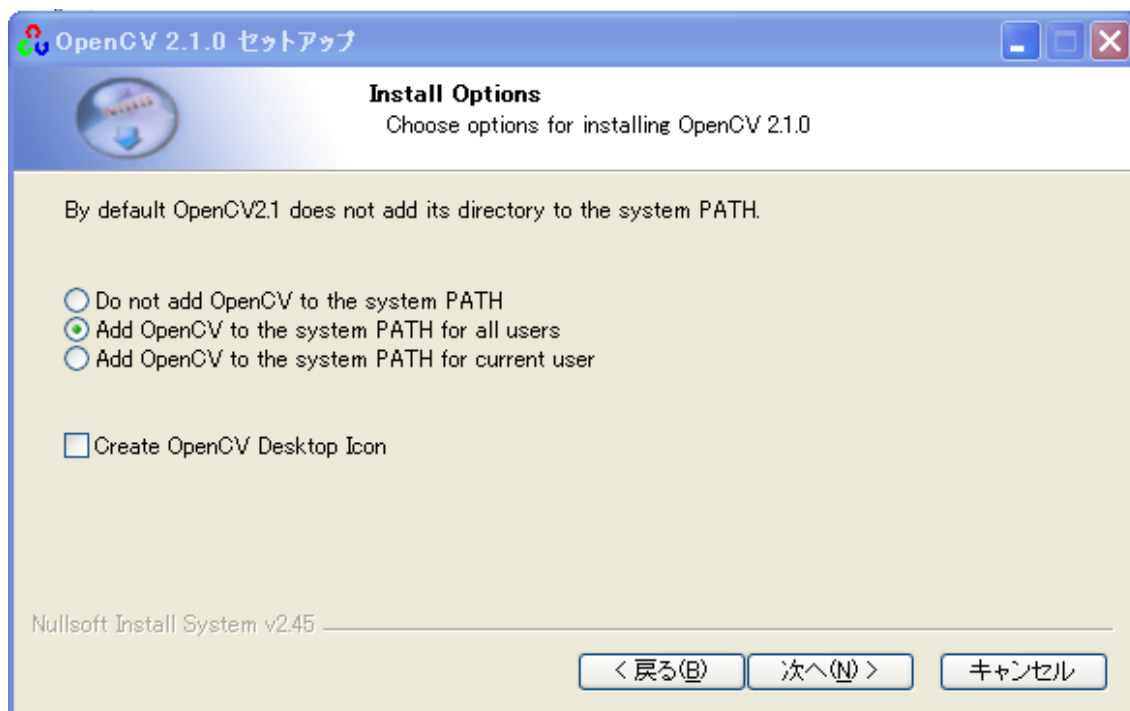 OpenCV 2.1.0 セットアップ
Install Options
Choose options for installing OpenCV 2.1.0
By default OpenCV2.1 does not add its directory to the system PATH.
Do not add OpenCV to the system PATH
Add OpenCV to the system PATH for all users
Add OpenCV to the system PATH for current user
Create OpenCV Desktop Icon
Nullsoft Install System v2.45
< 戻る(B)
次へ(N) >
キャンセル